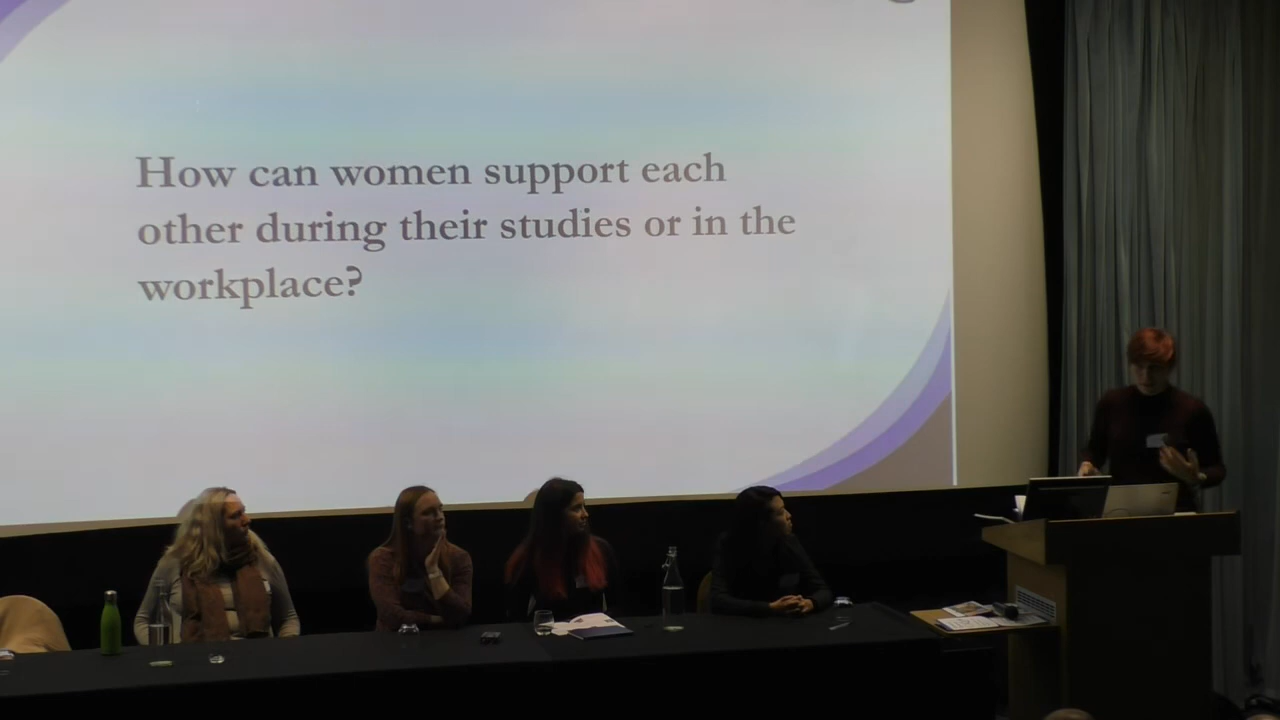 How can women support each
other during their studies or in the
workplace?